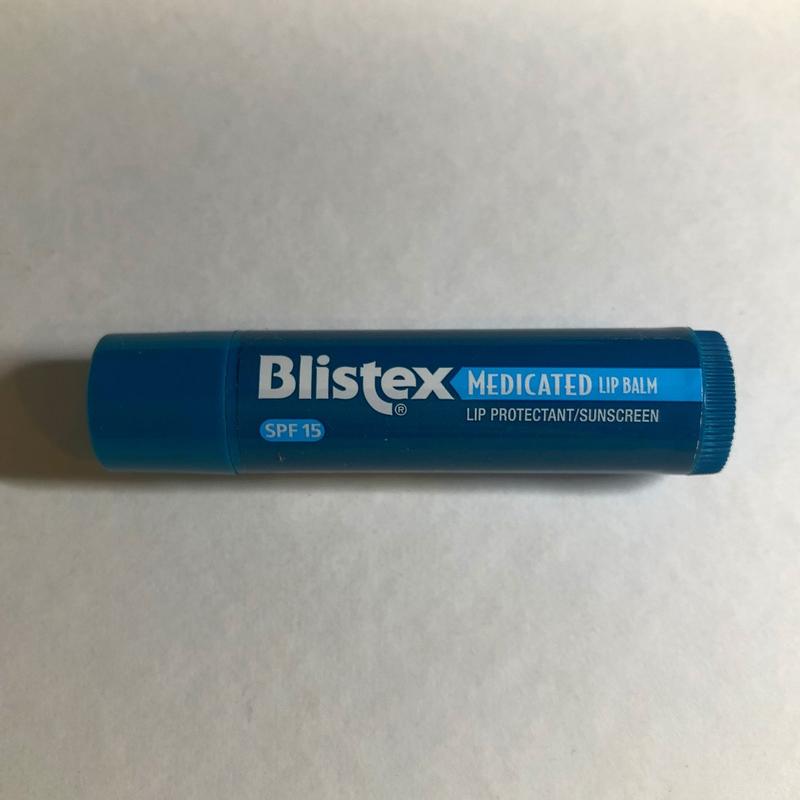 Blistex® MEDICATED LIP BALM
LIP PROTECTANT/SUNSCREEN
SPF 15